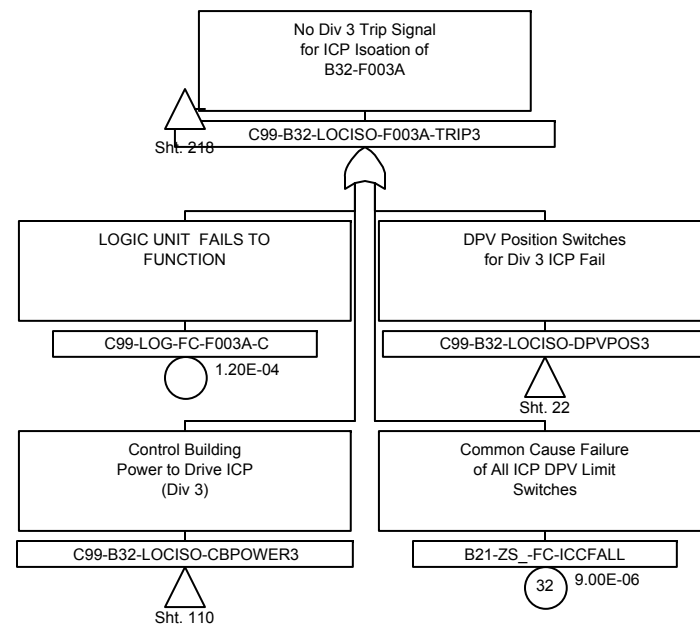 No Div 3 Trip Signal
for ICP Isoation of
B32-F003A
C99-B32-LOCISO-F003A-TRIP3
Sht. 218
LOGIC UNIT FAILS TO
FUNCTION
C99-LOG-FC-F003A-C
1.20E-04
DPV Position Switches
for Div 3 ICP Fail
C99-B32-LOCISO-DPVPOS3
Sht. 22
Control Building
Power to Drive ICP
(Div 3)
C99-B32-LOCISO-CBPOWER3
Sht. 110
Common Cause Failure
of All ICP DPV Limit
Switches
B21-ZS_-FC-ICCFALL
32
9.00E-06